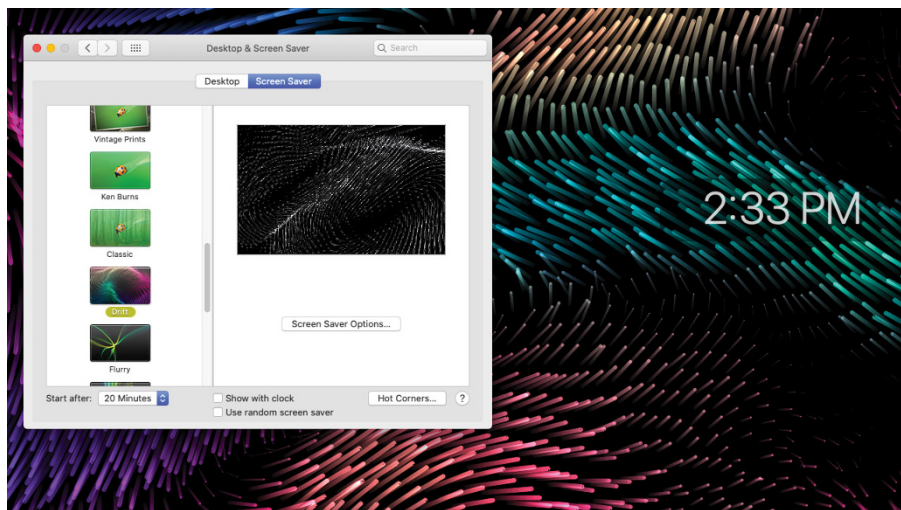 Desktop & Screen Saver
Search
Desktop
Screen Saver
Vintage Prints
Ken Burns
Classic
Drift
Flurry
Screen Saver Options...
Start after: 20 Minutes
Show with clock
Use random screen saver
Hot Corners...
?
2:33 PM